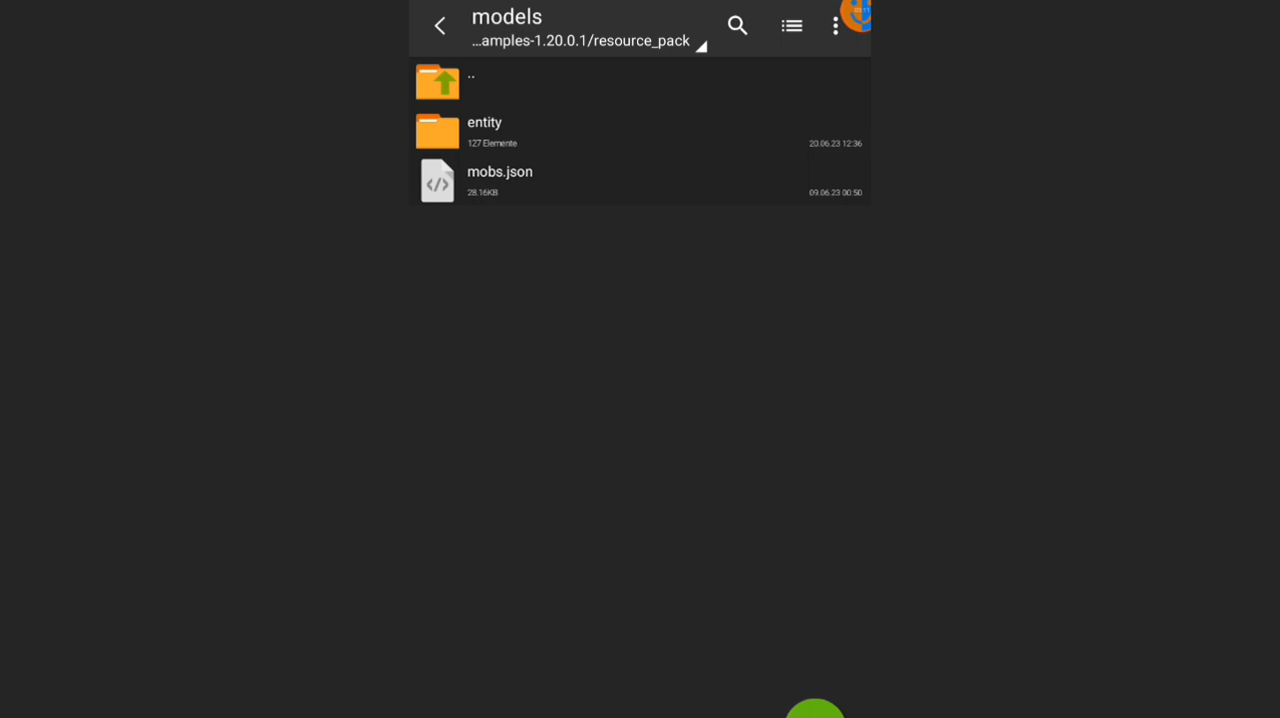 models
…amples-1.20.0.1/resource_pack
..
entity
127 Elemente
20.06.23 12:36
mobs.json
28.16KB
09.06.23 00:50